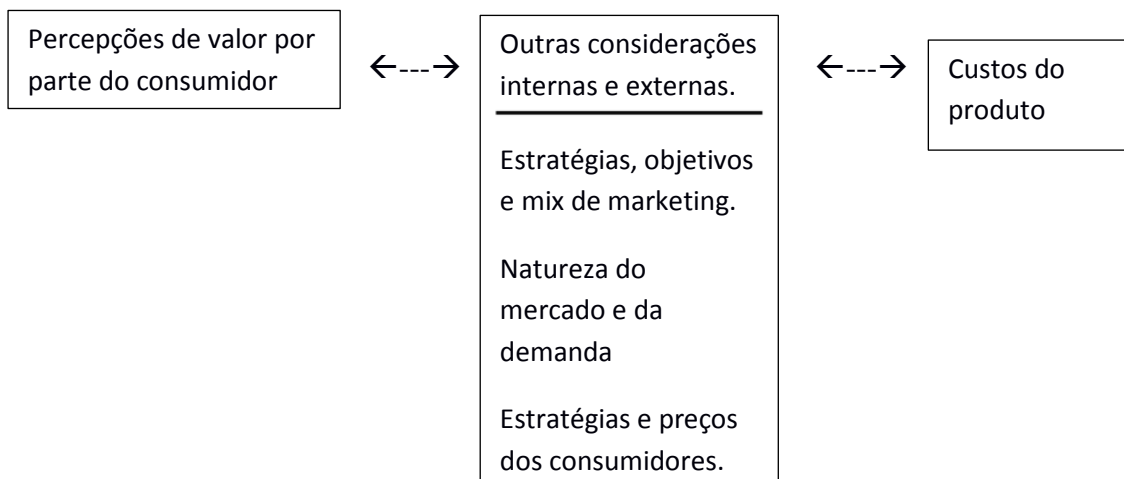 Percepções de valor por
parte do consumidor
←---→
Outras considerações
internas e externas.
Estratégias, objetivos
e mix de marketing.
Natureza do
mercado e da
demanda
Estratégias e preços
dos consumidores.
←---→
Custos do
produto